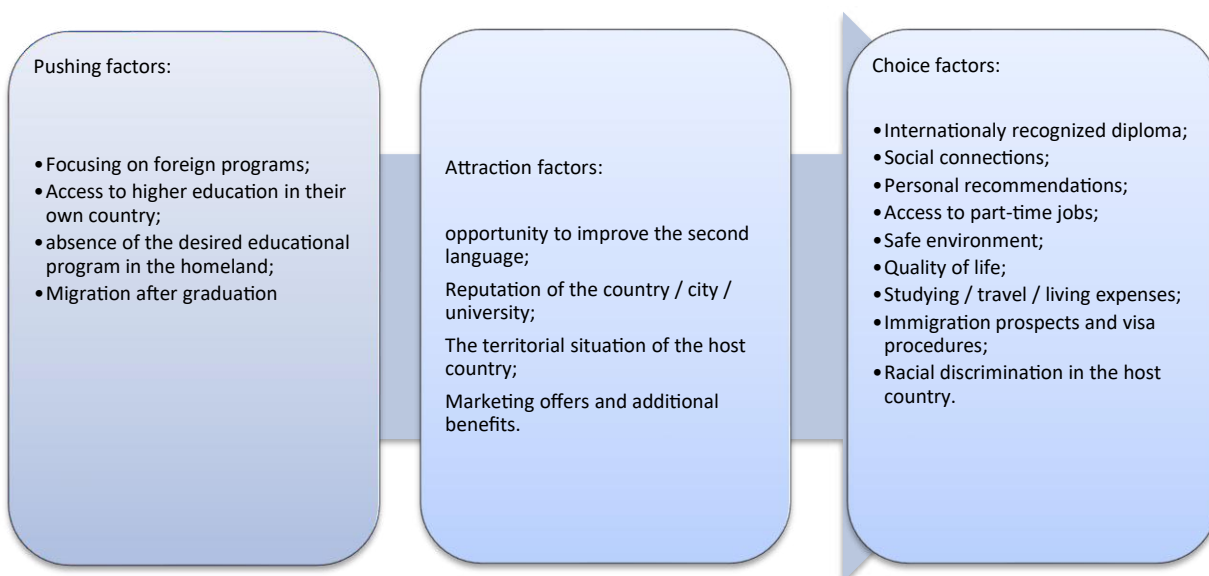 Pushing factors:
•Focusing on foreign programs;
•Access to higher education in their
own country;
•absence of the desired educational
program in the homeland;
•Migration after graduation
Attraction factors:
opportunity to improve the second
language;
Reputation of the country / city /
university;
The territorial situation of the host
country;
Marketing offers and additional
benefits.
Choice factors:
•Internationaly recognized diploma;
•Social connections;
•Personal recommendations;
•Access to part-time jobs;
•Safe environment;
•Quality of life;
•Studying / travel / living expenses;
•Immigration prospects and visa
procedures;
•Racial discrimination in the host
country.